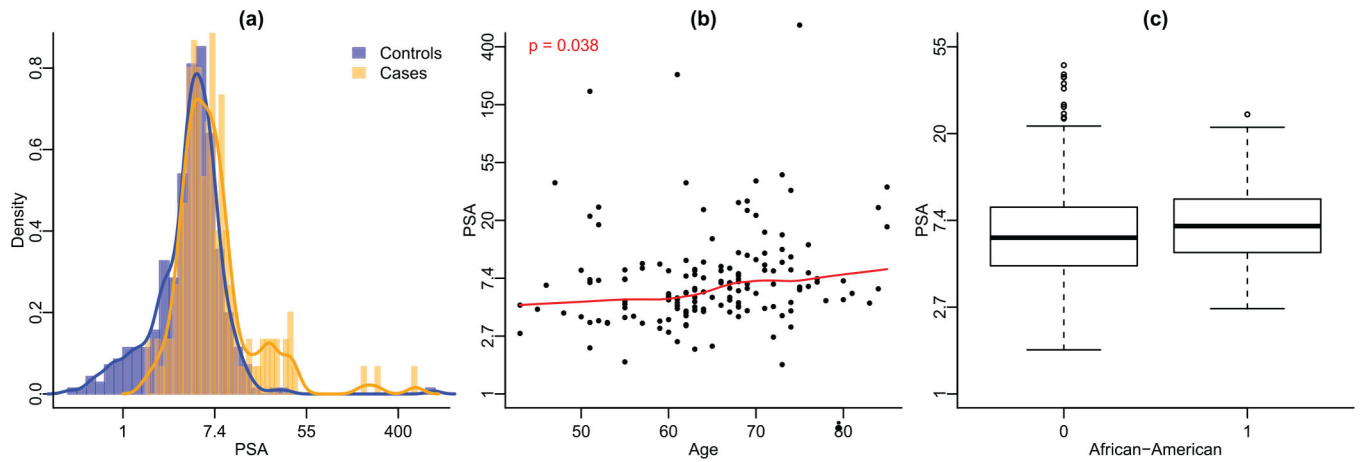 (a)
Controls
Cases
Density
0.0
0.2
0.4
0.6
0.8
1
7.4
55
400
PSA
(b)
p = 0.038
PSA
1
2.7
7.4
20
55
150
400
50
60
70
80
Age
(c)
PSA
1
2.7
7.4
20
55
0
1
African−American